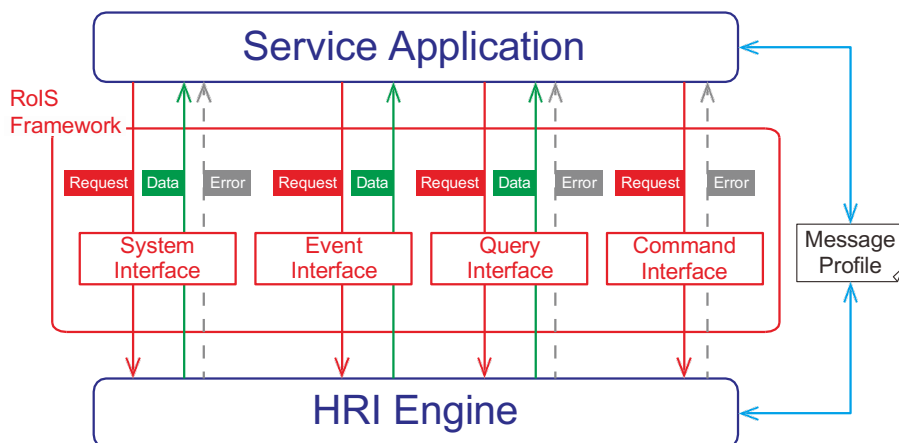 Service Application
RoIS
Framework
Request Data Error Request Data Request Data Error Request Error
System
Interface
Event
Interface
Query
Interface
Command
Interface
Message
Profile
HRI Engine